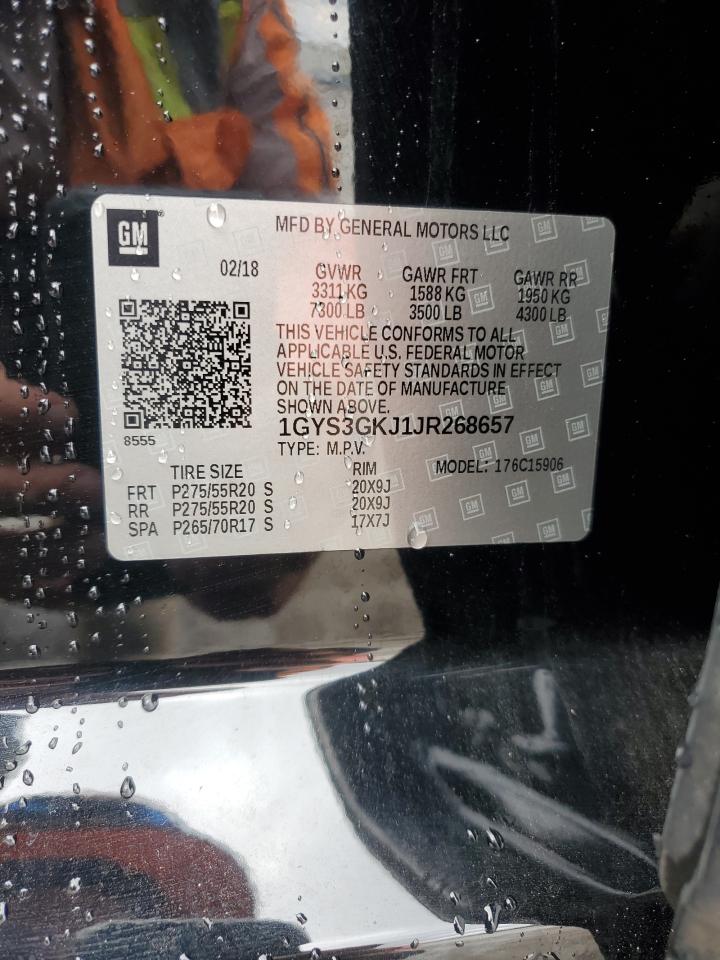 GM
MFD BY GENERAL MOTORS LLC
02/18
GVWR GAWR FRT GAWR RR
3311 KG 1588 KG 1950 KG
7300 LB 3500 LB 4300 LB
THIS VEHICLE CONFORMS TO ALL
APPLICABLE U.S. FEDERAL MOTOR
VEHICLE SAFETY STANDARDS IN EFFECT
ON THE DATE OF MANUFACTURE
SHOWN ABOVE.
1GYS3GKJ1JR268657
8555
TYPE: M.P.V.
MODEL: 176C15906
TIRE SIZE RIM
FRT P275/55R20 S 20X9J
RR P275/55R20 S 20X9J
SPA P265/70R17 S 17X7J